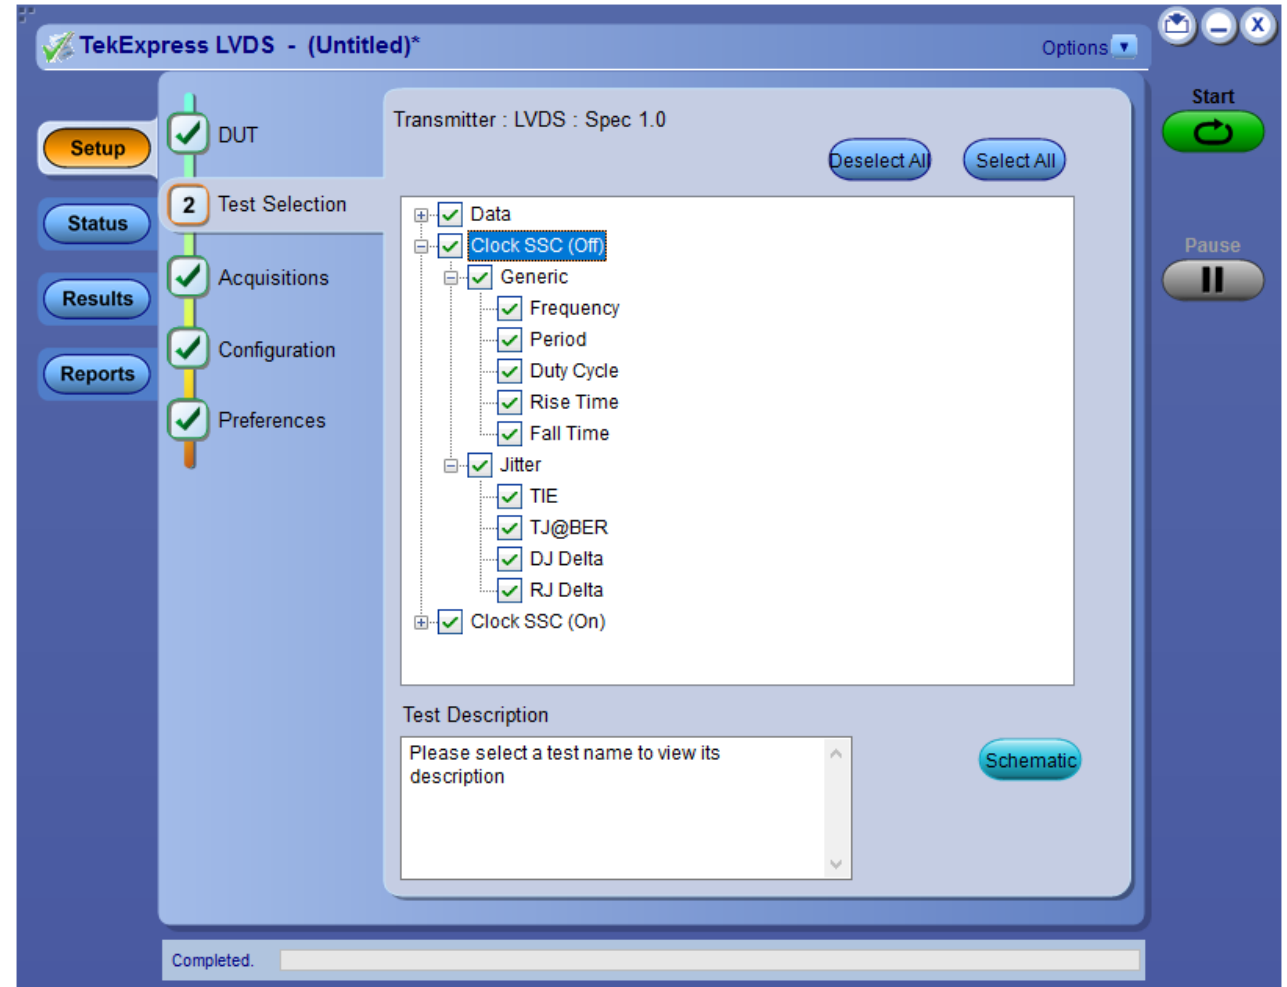 TekExpress LVDS - (Untitled)*
Options
Start
Pause
Setup
Status
Results
Reports
DUT
2 Test Selection
Acquisitions
Configuration
Preferences
Transmitter : LVDS : Spec 1.0
Deselect All
Select All
Data
Clock SSC (Off)
Generic
Frequency
Period
Duty Cycle
Rise Time
Fall Time
Jitter
TIE
TJ@BER
DJ Delta
RJ Delta
Clock SSC (On)
Test Description
Please select a test name to view its
description
Schematic
Completed.